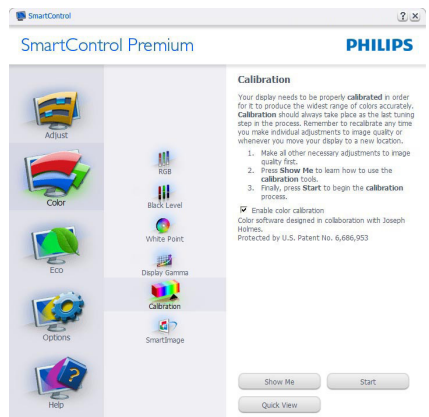 SmartControl
SmartControl Premium
PHILIPS
Adjust
Color
Eco
Options
Help
RGB
Black Level
White Point
Display Gamma
Calibration
SmartImage
Calibration
Your display needs to be properly calibrated in order
for it to produce the widest range of colors accurately.
Calibration should always take place as the last tuning
step in the process. Remember to recalibrate any time
you make individual adjustments to image quality or
whenever you move your display to a new location.
1. Make all other necessary adjustments to image
quality first.
2. Press Show Me to learn how to use the
calibration tools.
3. Finally, press Start to begin the calibration
process.
Enable color calibration
Color software designed in collaboration with Joseph
Holmes.
Protected by U.S. Patent No. 6,686,953
Show Me
Start
Quick View